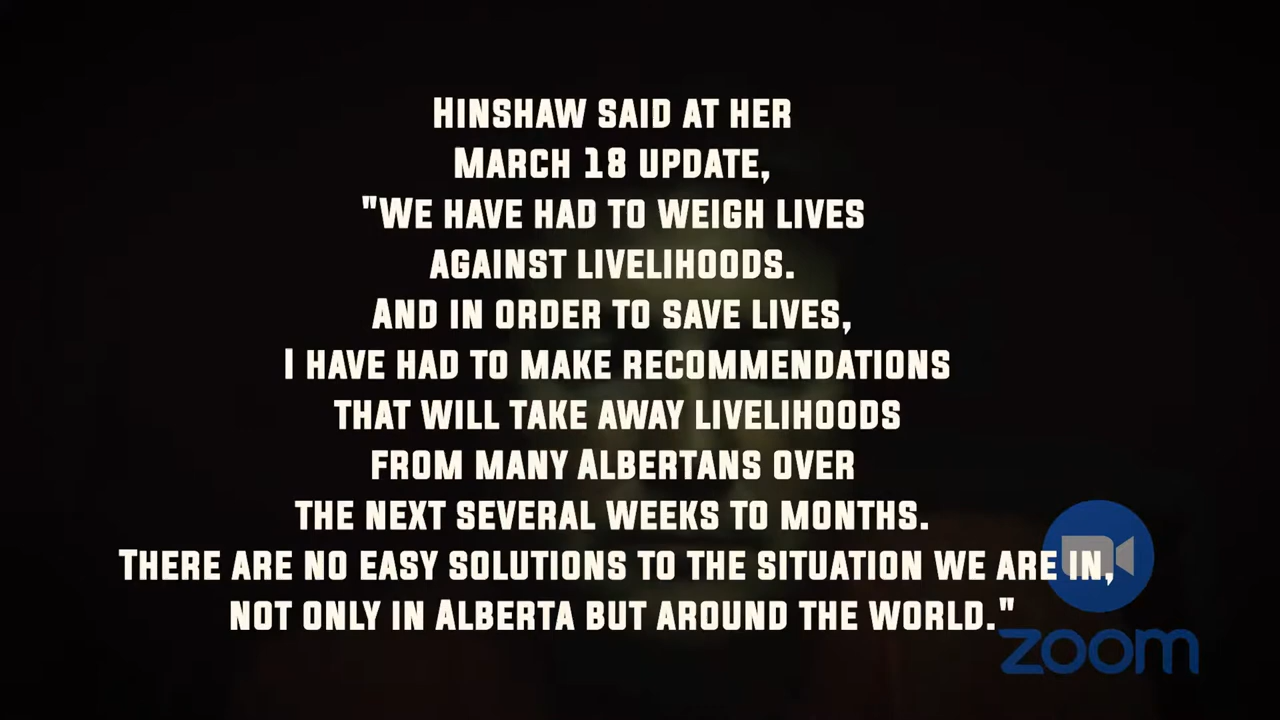 Hinshaw said at her
March 18 update,
"We have had to weigh lives
against livelihoods.
And in order to save lives,
I have had to make recommendations
that will take away livelihoods
from many Albertans over
the next several weeks to months.
There are no easy solutions to the situation we are in,
not only in Alberta but around the world."
zoom